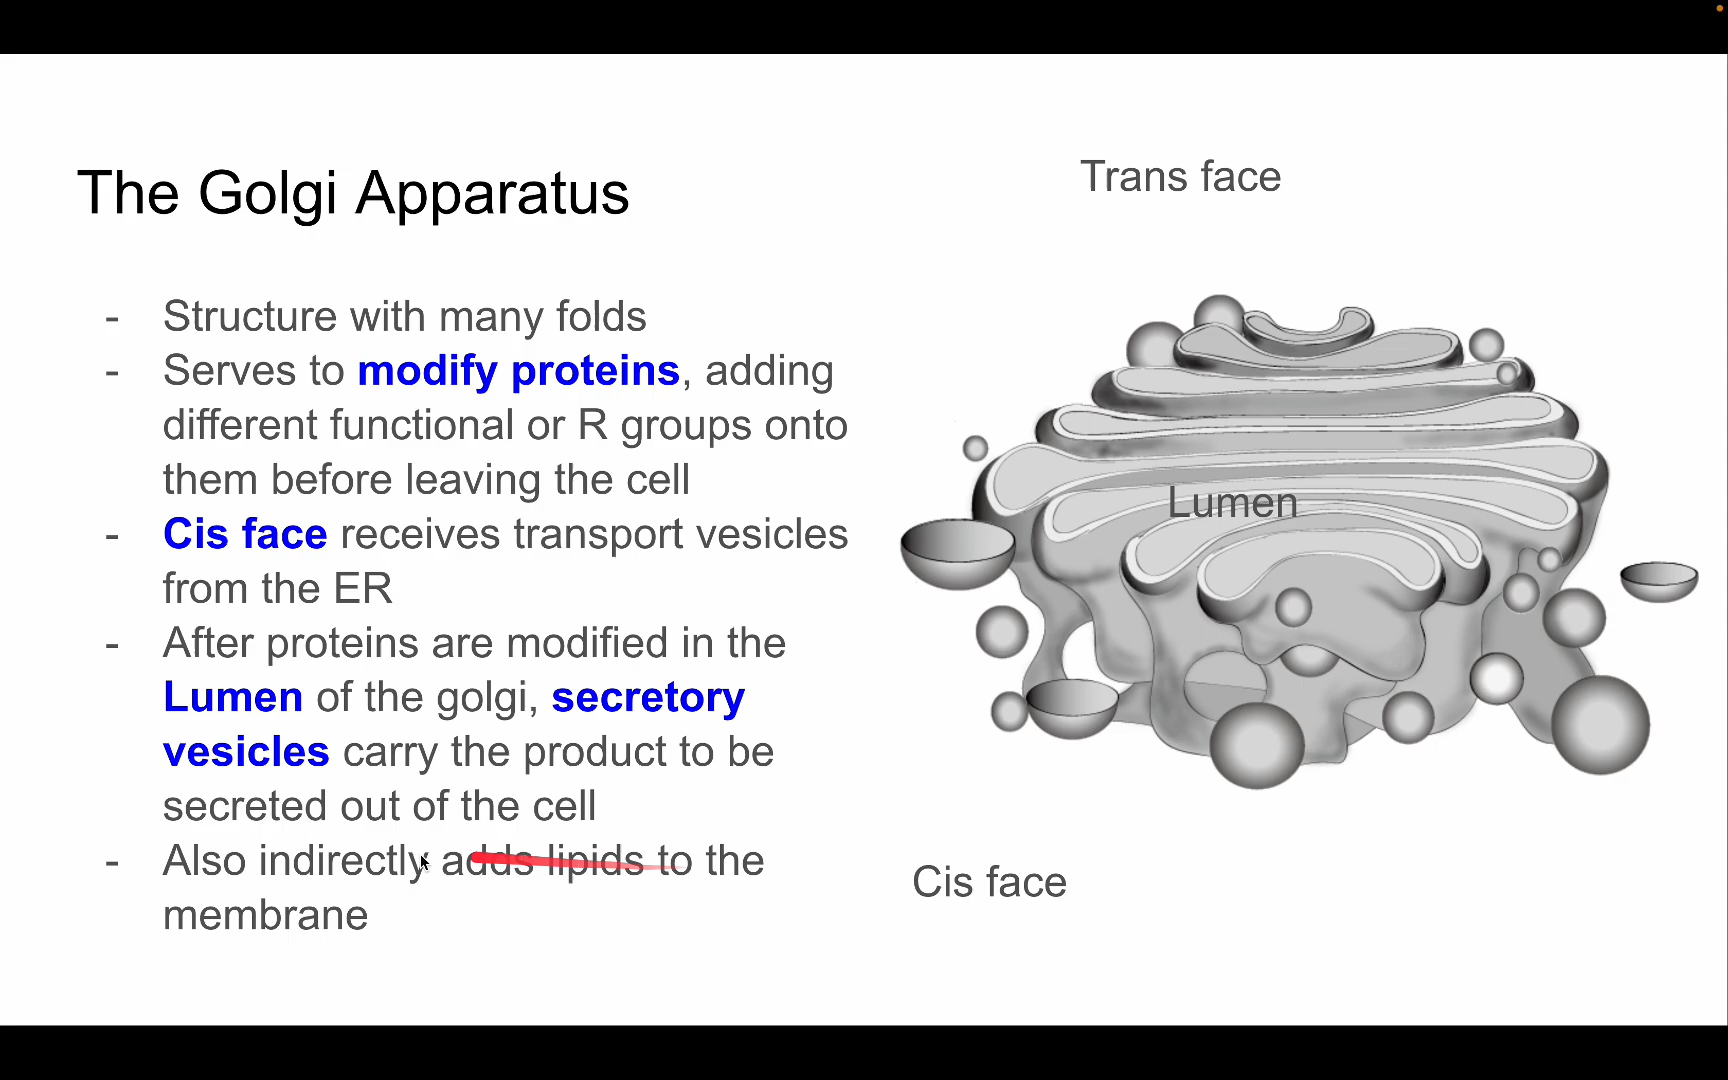 The Golgi Apparatus
- Structure with many folds
- Serves to modify proteins, adding
different functional or R groups onto
them before leaving the cell
- Cis face receives transport vesicles
from the ER
- After proteins are modified in the
Lumen of the golgi, secretory
vesicles carry the product to be
secreted out of the cell
- Also indirectly adds lipids to the
membrane
Trans face
Lumen
Cis face